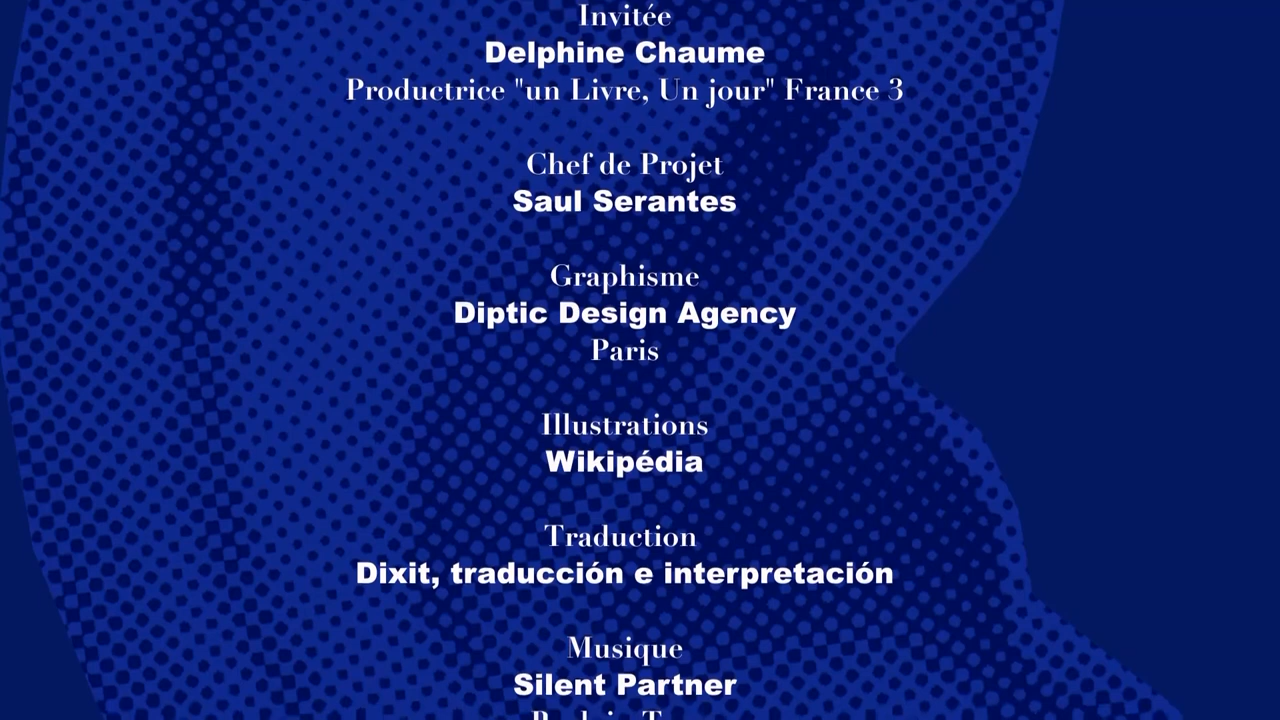 Invitée
Delphine Chaume
Productrice "un Livre, Un jour" France 3
Chef de Projet
Saul Serantes
Graphisme
Diptic Design Agency
Paris
Illustrations
Wikipédia
Traduction
Dixit, traducción e interpretación
Musique
Silent Partner